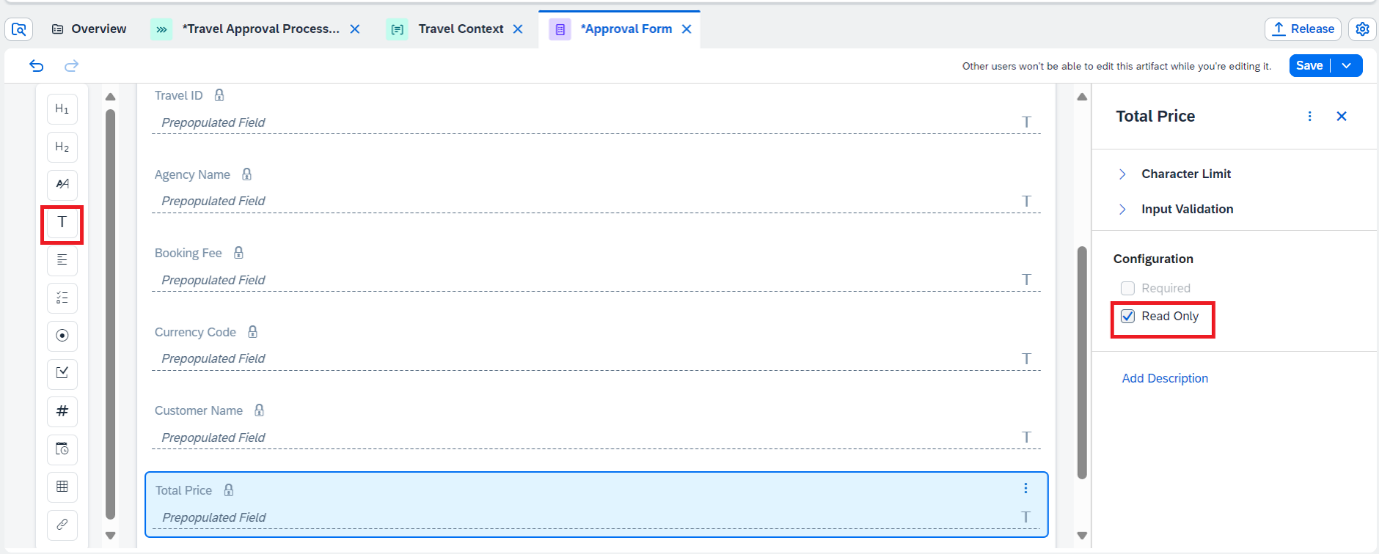 Overview *Travel Approval Process... Travel Context *Approval Form Release
Other users won't be able to edit this artifact while you're editing it. Save
H1
H2
T
#
Travel ID
Prepopulated Field T
Agency Name
Prepopulated Field T
Booking Fee
Prepopulated Field T
Currency Code
Prepopulated Field T
Customer Name
Prepopulated Field T
Total Price
Prepopulated Field T
Total Price
Character Limit
Input Validation
Configuration
Required
Read Only
Add Description